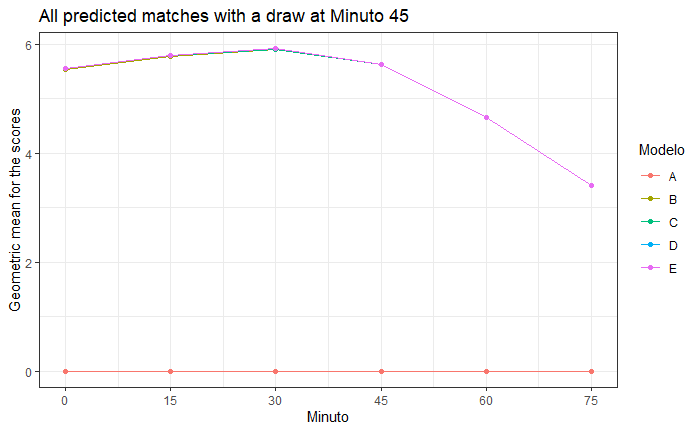 All predicted matches with a draw at Minuto 45
Geometric mean for the scores
6
4
2
0
0 15 30 45 60 75
Minuto
Modelo
A
B
C
D
E